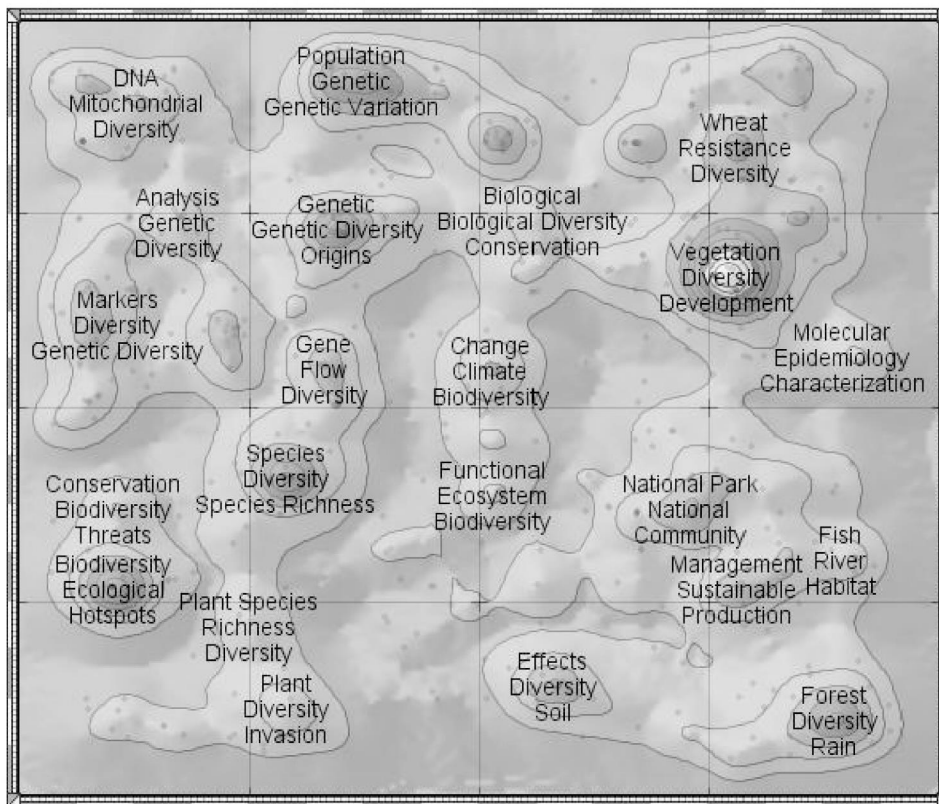 DNA
Mitochondrial
Diversity
Population
Genetic
Genetic Variation
Wheat
Resistance
Diversity
Analysis
Genetic
Diversity
Genetic
Genetic Diversity
Origins
Biological
Biological Diversity
Conservation
Vegetation
Diversity
Development
Markers
Diversity
Genetic Diversity
Gene
Flow
Diversity
Change
Climate
Biodiversity
Molecular
Epidemiology
Characterization
Species
Diversity
Species Richness
Functional
Ecosystem
Biodiversity
Conservation
Biodiversity
Threats
National Park
National
Community
Biodiversity
Ecological
Hotspots
Management
Sustainable
Production
Fish
River
Habitat
Plant Species
Richness
Diversity
Plant
Diversity
Invasion
Effects
Diversity
Soil
Forest
Diversity
Rain